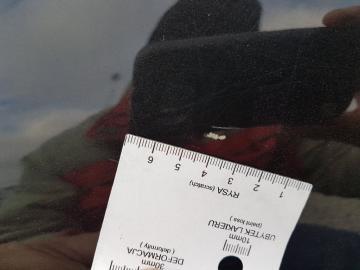 6 5 4 3 2 1
RYSA (scratch)
UBYTEK LAKIERU
(paint loss)
10mm
DEFORMACJA
(deformity)
30mm